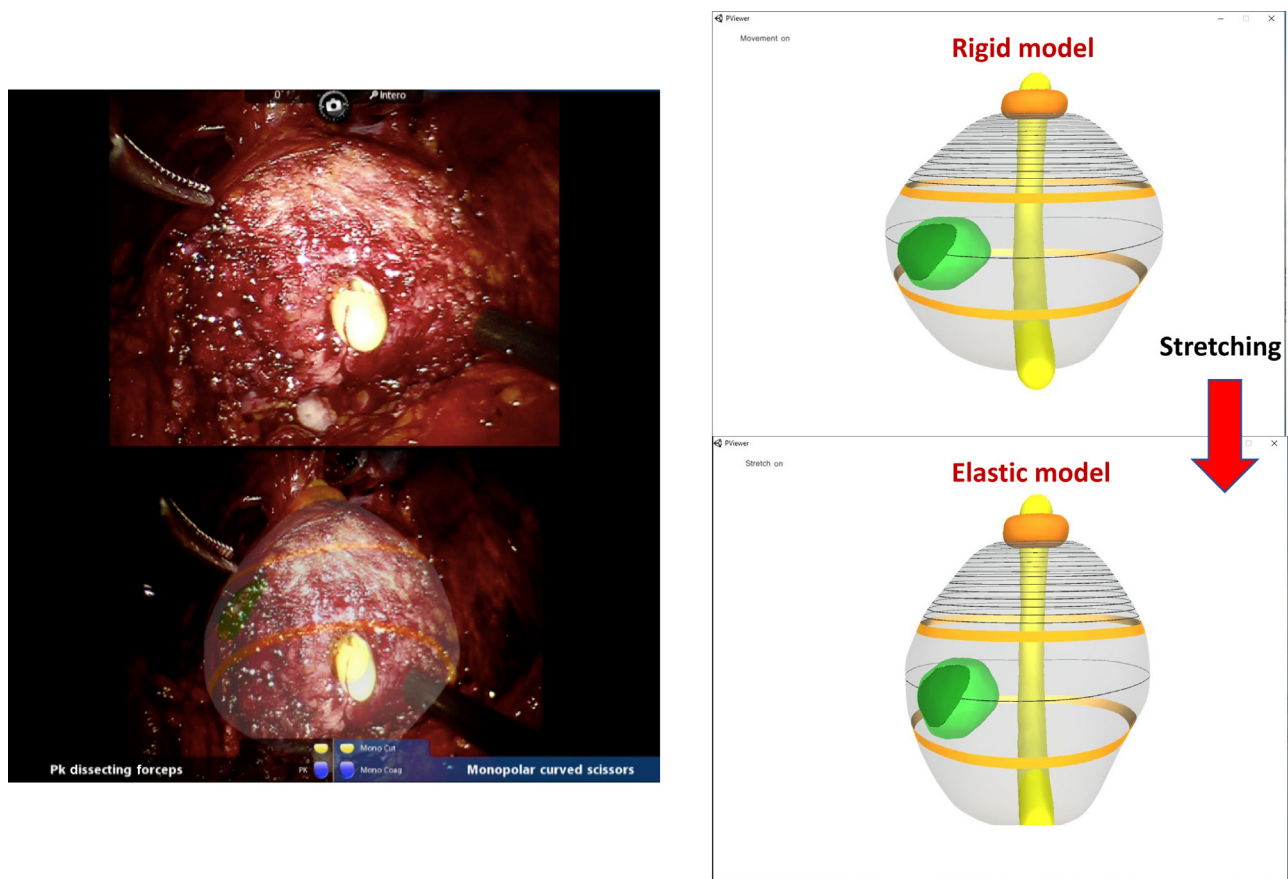 0°
Intero
PK
Mono Cut
Mono Coag
Pk dissecting forceps
Monopolar curved scissors
PViewer
Movement on
Rigid model
Stretching
PViewer
Stretch on
Elastic model